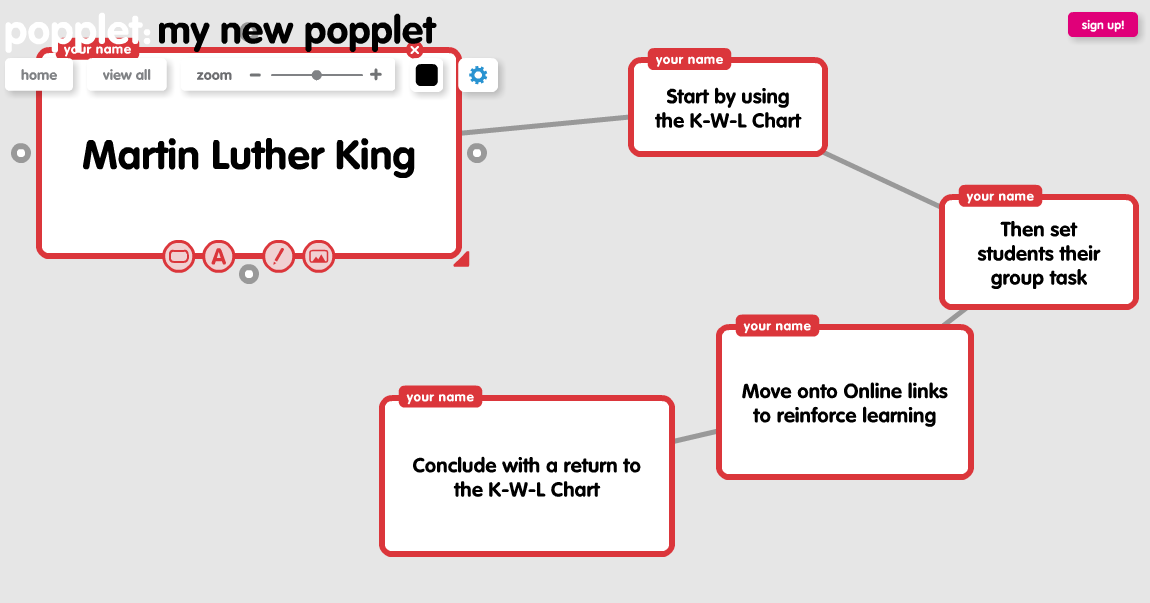 popplet: my new popplet
sign up!
your name
home
view all
zoom
Martin Luther King
A
your name
Start by using
the K-W-L Chart
your name
Then set
students their
group task
your name
Move onto Online links
to reinforce learning
your name
Conclude with a return to
the K-W-L Chart